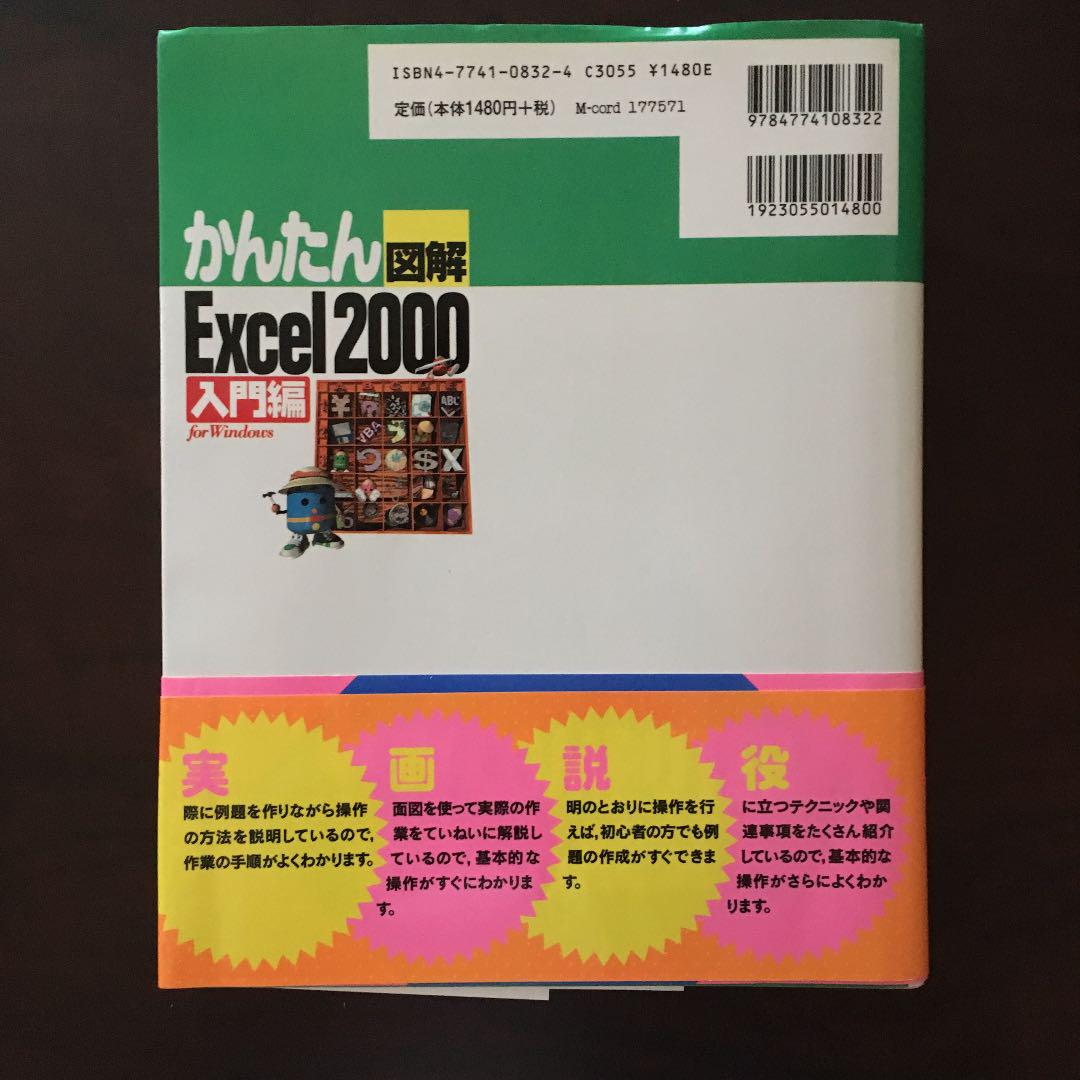 ISBN4-7741-0832-4 C3055 ¥1480E
定価(本体1480円+税) M-cord 177571
9784774108322
1923055014800
かんたん図解
Excel 2000
入門編
for Windows
¥ ?
ABC
VBA
$ X
実
際に例題を作りながら操作
の方法を説明しているので,
作業の手順がよくわかります。
画
面図を使って実際の作
業をていねいに解説し
ているので,基本的な
操作がすぐにわかりま
す。
説
明のとおりに操作を行
えば,初心者の方でも例
題の作成がすぐできま
す。
役
に立つテクニックや関
連事項をたくさん紹介
しているので,基本的な
操作がさらによくわか
ります。